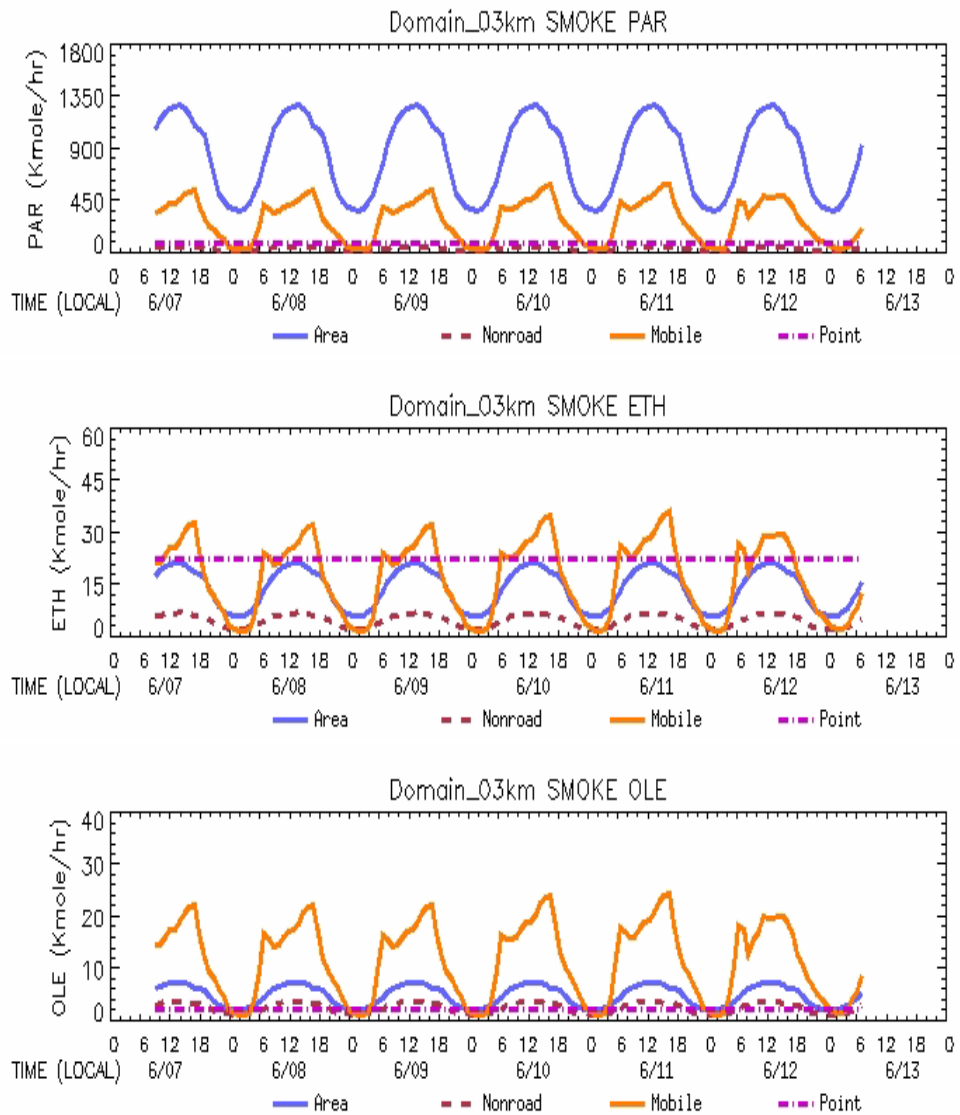 Domain_03km SMOKE PAR
PAR (Kmole/hr)
1800
1350
900
450
0
0 6 12 18 0 6 12 18 0 6 12 18 0 6 12 18 0 6 12 18 0 6 12 18 0 6 12 18 0
TIME (LOCAL) 6/07 6/08 6/09 6/10 6/11 6/12 6/13
Area Nonroad Mobile Point
Domain_03km SMOKE ETH
ETH (Kmole/hr)
60
45
30
15
0
0 6 12 18 0 6 12 18 0 6 12 18 0 6 12 18 0 6 12 18 0 6 12 18 0 6 12 18 0
TIME (LOCAL) 6/07 6/08 6/09 6/10 6/11 6/12 6/13
Area Nonroad Mobile Point
Domain_03km SMOKE OLE
OLE (Kmole/hr)
40
30
20
10
0
0 6 12 18 0 6 12 18 0 6 12 18 0 6 12 18 0 6 12 18 0 6 12 18 0 6 12 18 0
TIME (LOCAL) 6/07 6/08 6/09 6/10 6/11 6/12 6/13
Area Nonroad Mobile Point